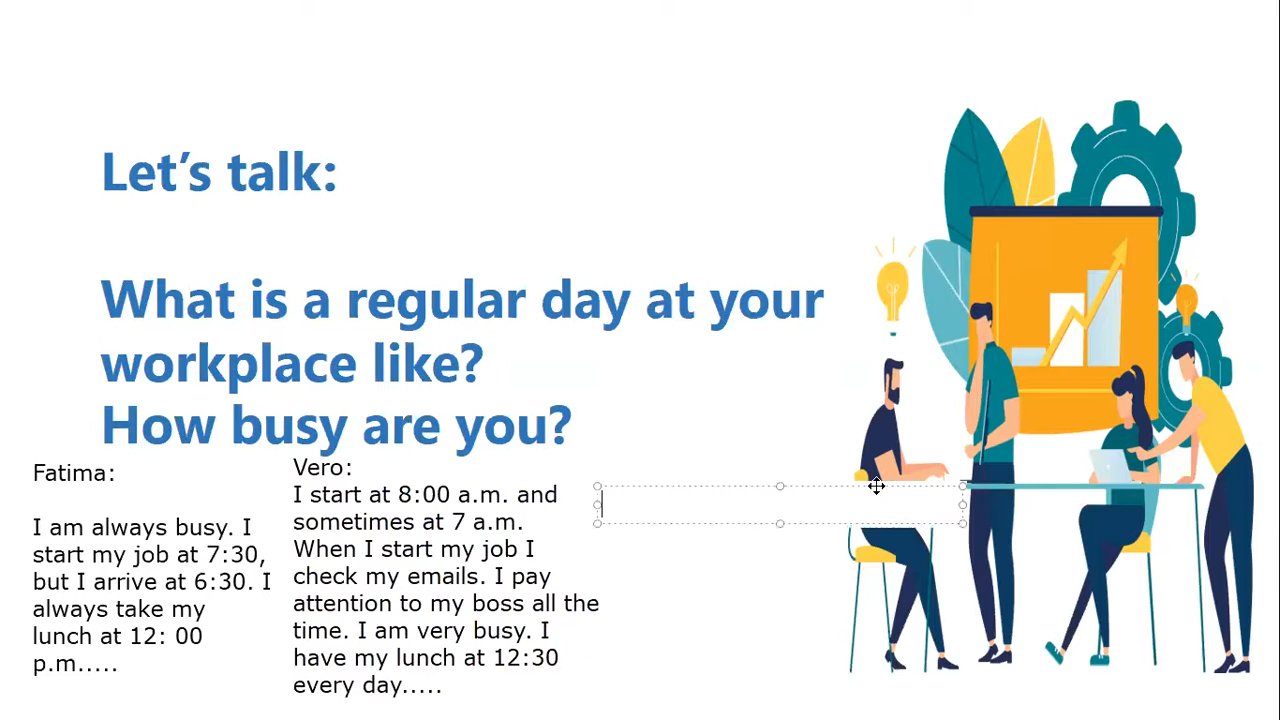 Let's talk:
What is a regular day at your
workplace like?
How busy are you?
Fatima:
I am always busy. I
start my job at 7:30,
but I arrive at 6:30. I
always take my
lunch at 12: 00
p.m.....
Vero:
I start at 8:00 a.m. and
sometimes at 7 a.m.
When I start my job I
check my emails. I pay
attention to my boss all the
time. I am very busy. I
have my lunch at 12:30
every day.....